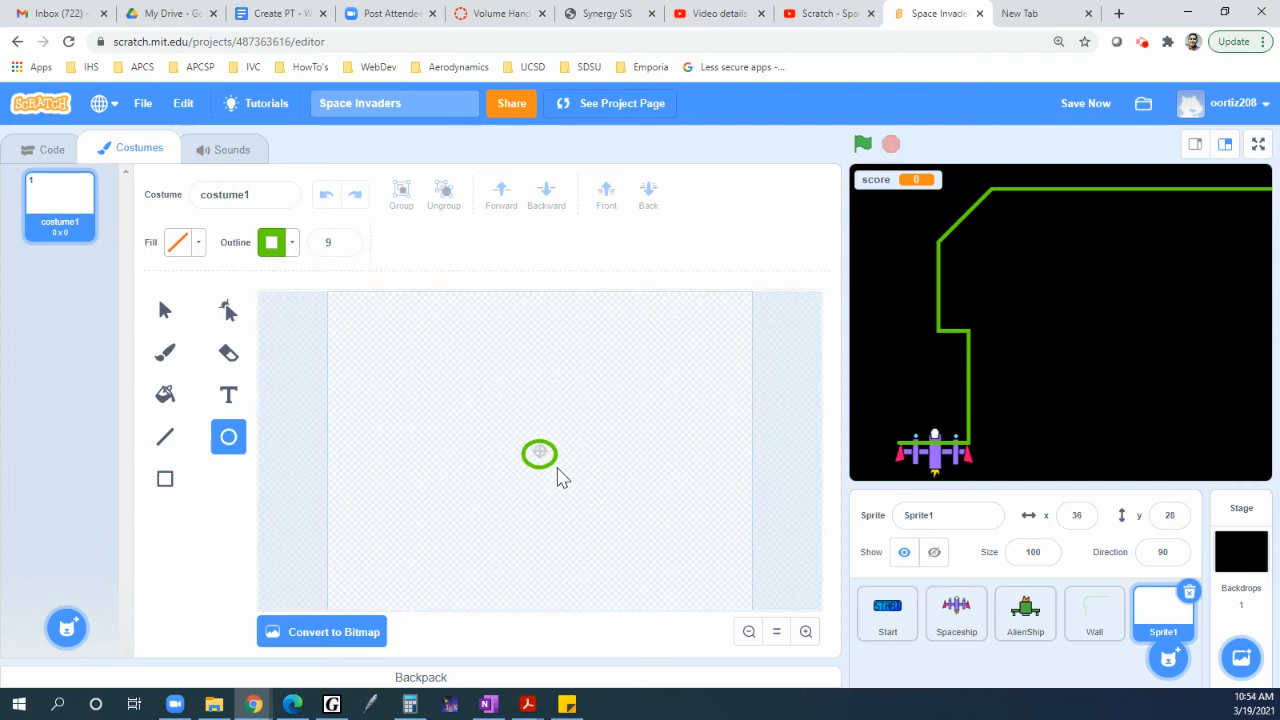 Inbox (722) - o
My Drive - Go
Create PT - W
Post Attende
Volume Hand
Synergy SIS
Video details
Scratch - Spa
Space Invade
New Tab
scratch.mit.edu/projects/487363616/editor
Update
Apps
IHS
APCS
APCSP
IVC
HowTo's
WebDev
Aerodynamics
UCSD
SDSU
Emporia
Less secure apps -...
SCRATCH
File
Edit
Tutorials
Space Invaders
Share
See Project Page
Save Now
oortiz208
Code
Costumes
Sounds
1
costume1
0 x 0
Costume
costume1
Group
Ungroup
Forward
Backward
Front
Back
Fill
Outline
9
T
Convert to Bitmap
Backpack
score 0
Sprite
Sprite1
x
36
y
28
Show
Size
100
Direction
90
START
Start
Spaceship
AlienShip
Wall
Sprite1
Stage
Backdrops
1
10:54 AM
3/19/2021